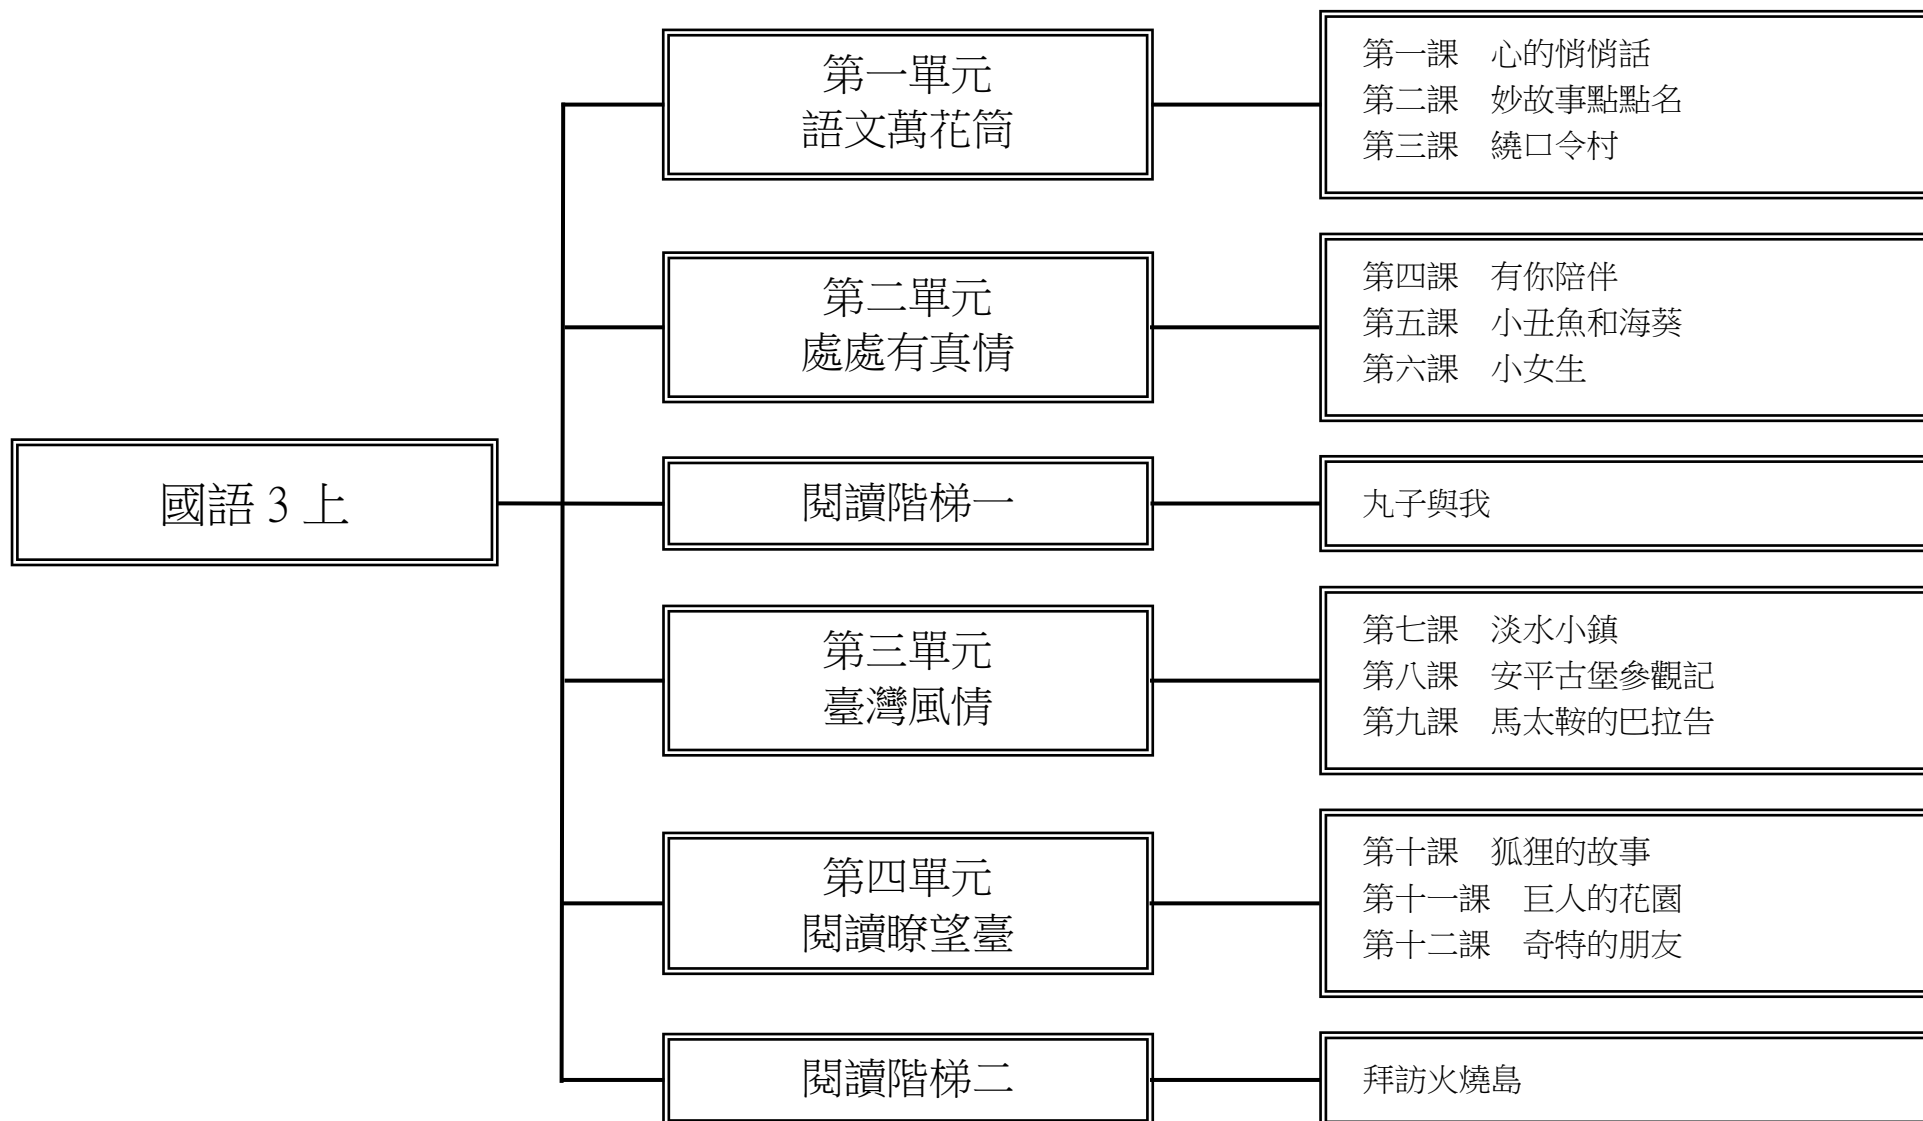 國語 3 上
第一單元
語文萬花筒
第一課　心的悄悄話
第二課　妙故事點點名
第三課　繞口令村
第二單元
處處有真情
第四課　有你陪伴
第五課　小丑魚和海葵
第六課　小女生
閱讀階梯一
丸子與我
第三單元
臺灣風情
第七課　淡水小鎮
第八課　安平古堡參觀記
第九課　馬太鞍的巴拉告
第四單元
閱讀瞭望臺
第十課　狐狸的故事
第十一課　巨人的花園
第十二課　奇特的朋友
閱讀階梯二
拜訪火燒島